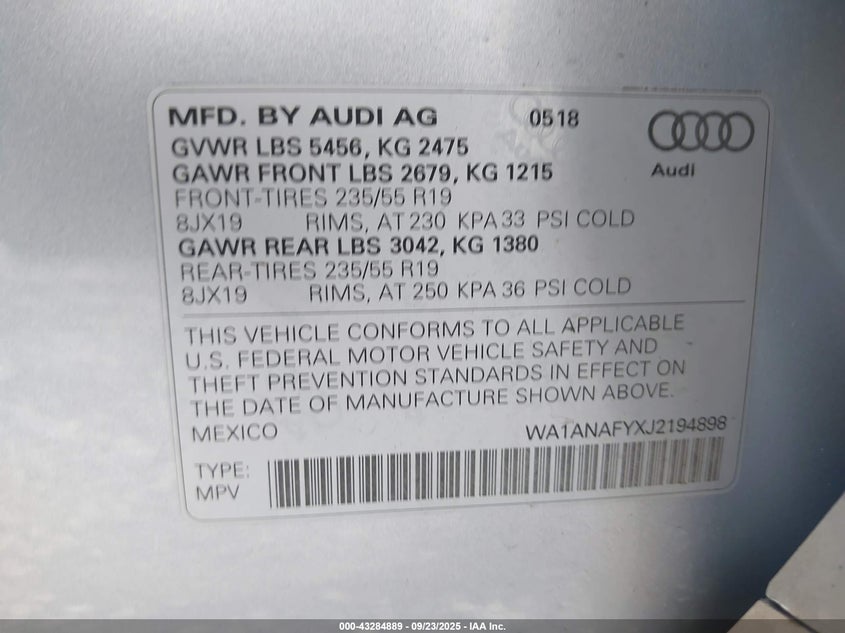 MFD. BY AUDI AG 0518
GVWR LBS 5456, KG 2475
GAWR FRONT LBS 2679, KG 1215
Audi
FRONT-TIRES 235/55 R19
8JX19 RIMS, AT 230 KPA 33 PSI COLD
GAWR REAR LBS 3042, KG 1380
REAR-TIRES 235/55 R19
8JX19 RIMS, AT 250 KPA 36 PSI COLD
THIS VEHICLE CONFORMS TO ALL APPLICABLE
U.S. FEDERAL MOTOR VEHICLE SAFETY AND
THEFT PREVENTION STANDARDS IN EFFECT ON
THE DATE OF MANUFACTURE SHOWN ABOVE.
MEXICO WA1ANAFYXJ2194898
TYPE:
MPV
000-43284889 - 09/23/2025 - IAA Inc.